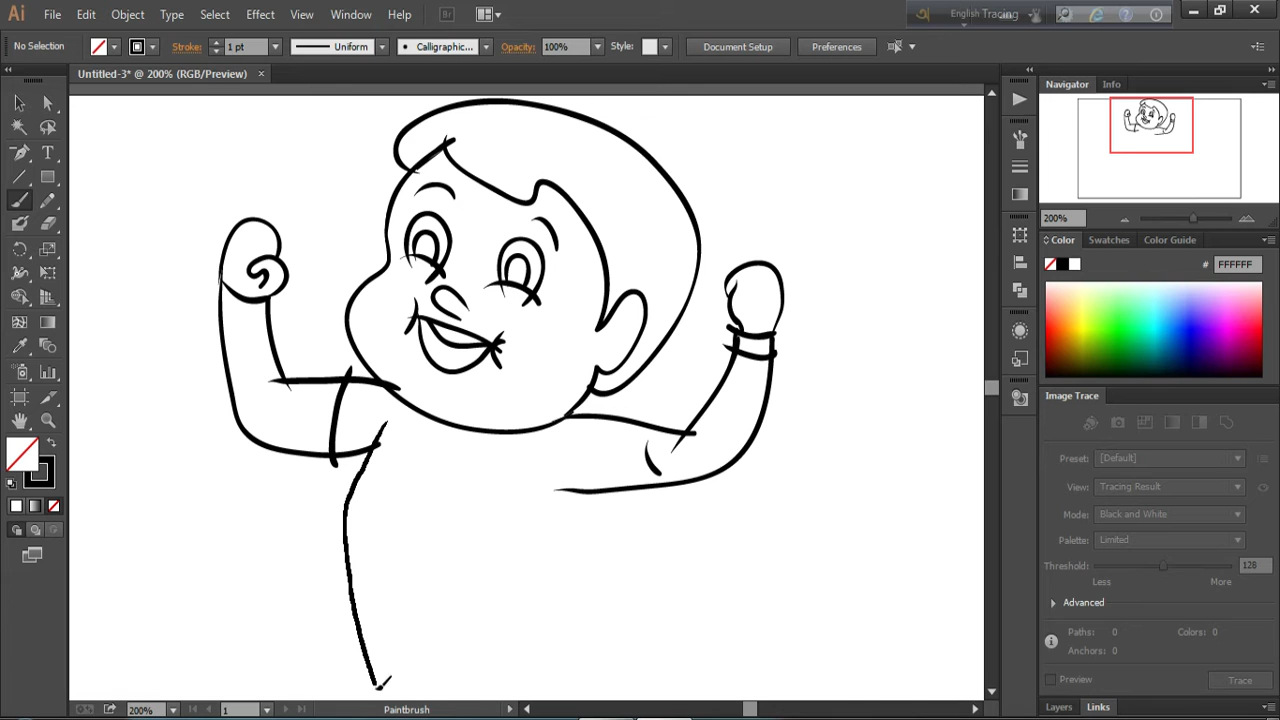 Ai File Edit Object Type Select Effect View Window Help Br English Tracing
No Selection Stroke: 1 pt Uniform Calligraphic... Opacity: 100% Style: Document Setup Preferences
Untitled-3* @ 200% (RGB/Preview) ×
Navigator Info
200%
Color Swatches Color Guide
# FFFFFF
Image Trace
Preset: [Default]
View: Tracing Result
Mode: Black and White
Palette: Limited
Threshold: 128
Less More
Advanced
Paths: 0 Colors: 0
Anchors: 0
Preview Trace
Layers Links
200% 1 Paintbrush